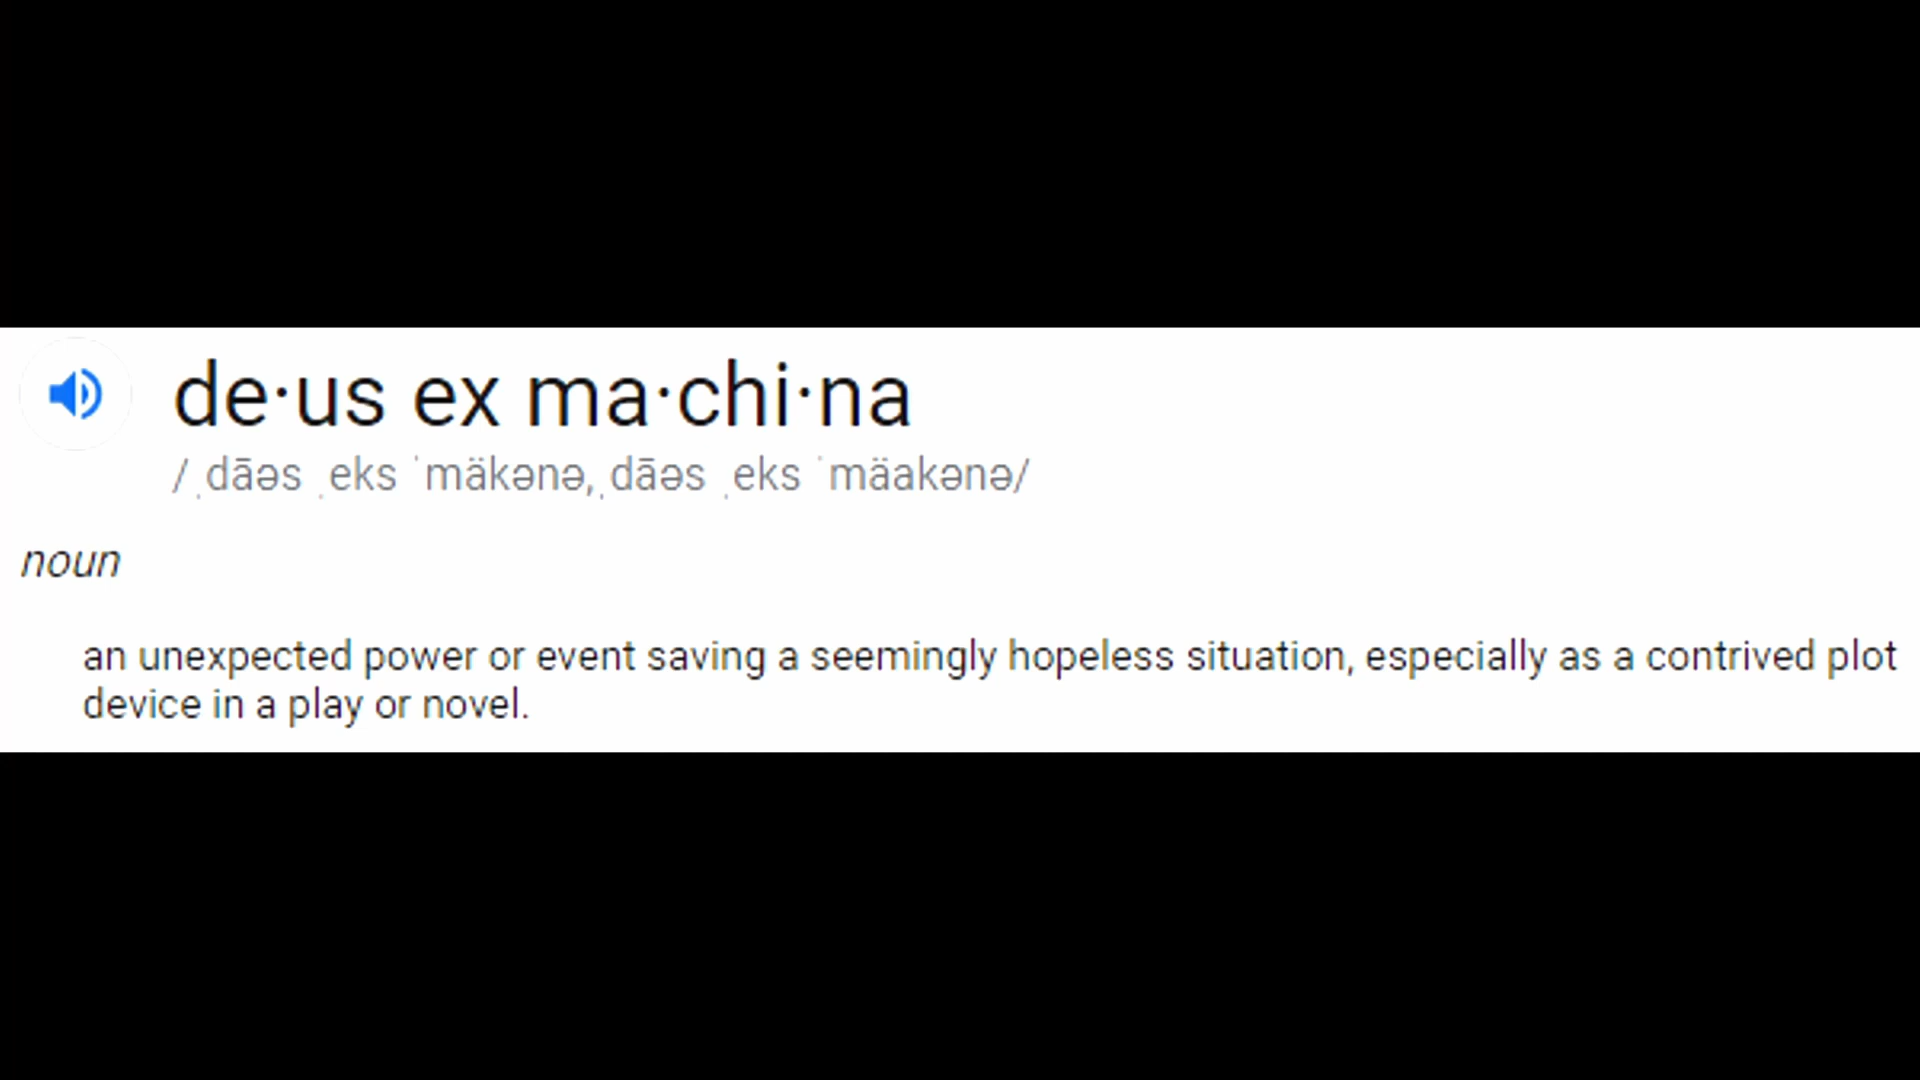 de·us ex ma·chi·na
/ˌdāəs ˌeks ˈmäkənə,ˌdāəs ˌeks ˈmäakənə/
noun
an unexpected power or event saving a seemingly hopeless situation, especially as a contrived plot
device in a play or novel.